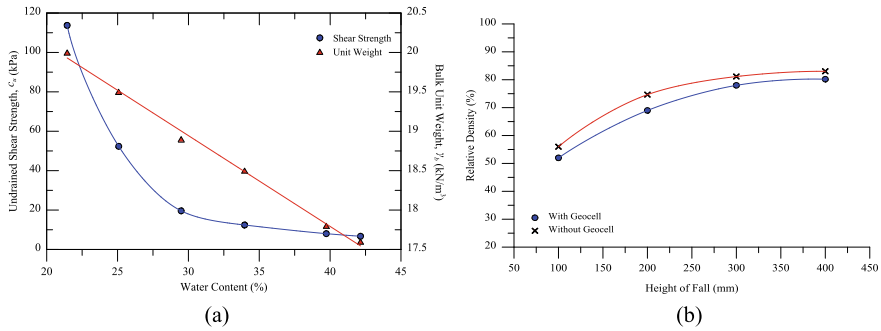 120
100
80
60
40
20
0
Undrained Shear Strength, cᵤ (kPa)
20.5
20
19.5
19
18.5
18
17.5
Bulk Unit Weight, γb (kN/m³)
Shear Strength
Unit Weight
20 25 30 35 40 45
Water Content (%)
(a)
100
90
80
70
60
50
40
30
20
Relative Density (%)
With Geocell
Without Geocell
50 100 150 200 250 300 350 400 450
Height of Fall (mm)
(b)